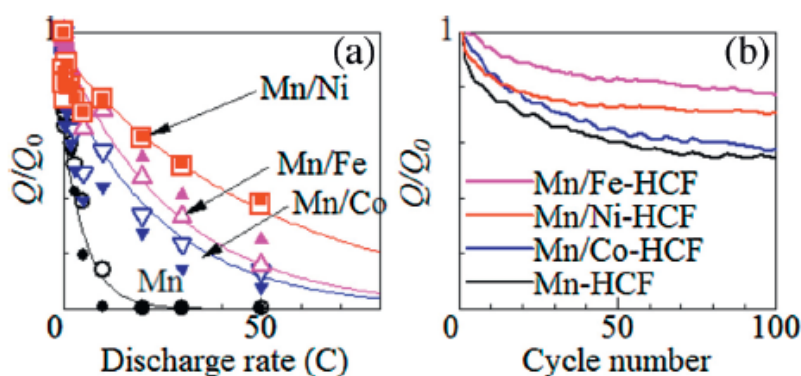 1
(a)
Mn/Ni
Mn/Fe
Mn/Co
Mn
Q/Q0
0
50
Discharge rate (C)
1
(b)
Q/Q0
Mn/Fe-HCF
Mn/Ni-HCF
Mn/Co-HCF
Mn-HCF
0
50
100
Cycle number